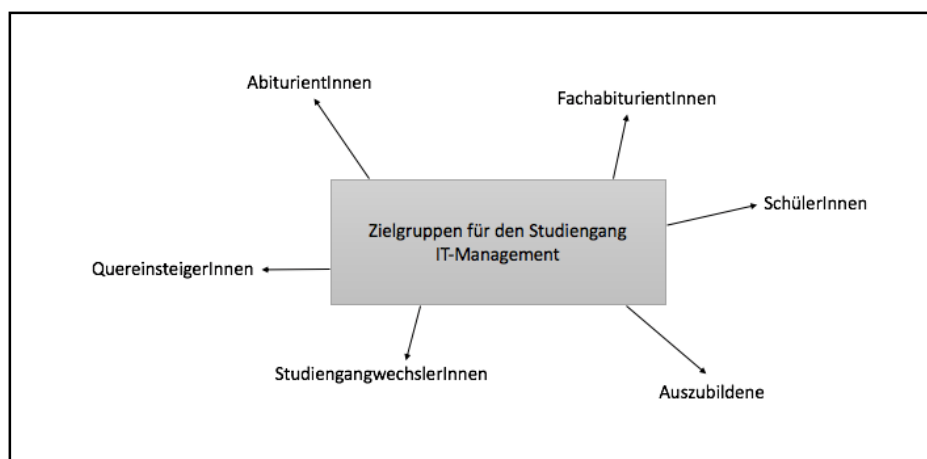 AbiturientInnen
FachabiturientInnen
SchülerInnen
Zielgruppen für den Studiengang
IT-Management
QuereinsteigerInnen
StudiengangwechslerInnen
Auszubildene